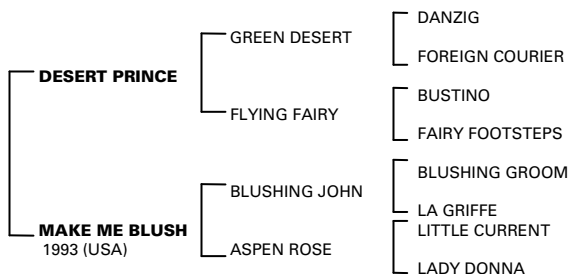 DANZIG
GREEN DESERT
FOREIGN COURIER
DESERT PRINCE
BUSTINO
FLYING FAIRY
FAIRY FOOTSTEPS
BLUSHING GROOM
BLUSHING JOHN
LA GRIFFE
MAKE ME BLUSH
1993 (USA)
LITTLE CURRENT
ASPEN ROSE
LADY DONNA